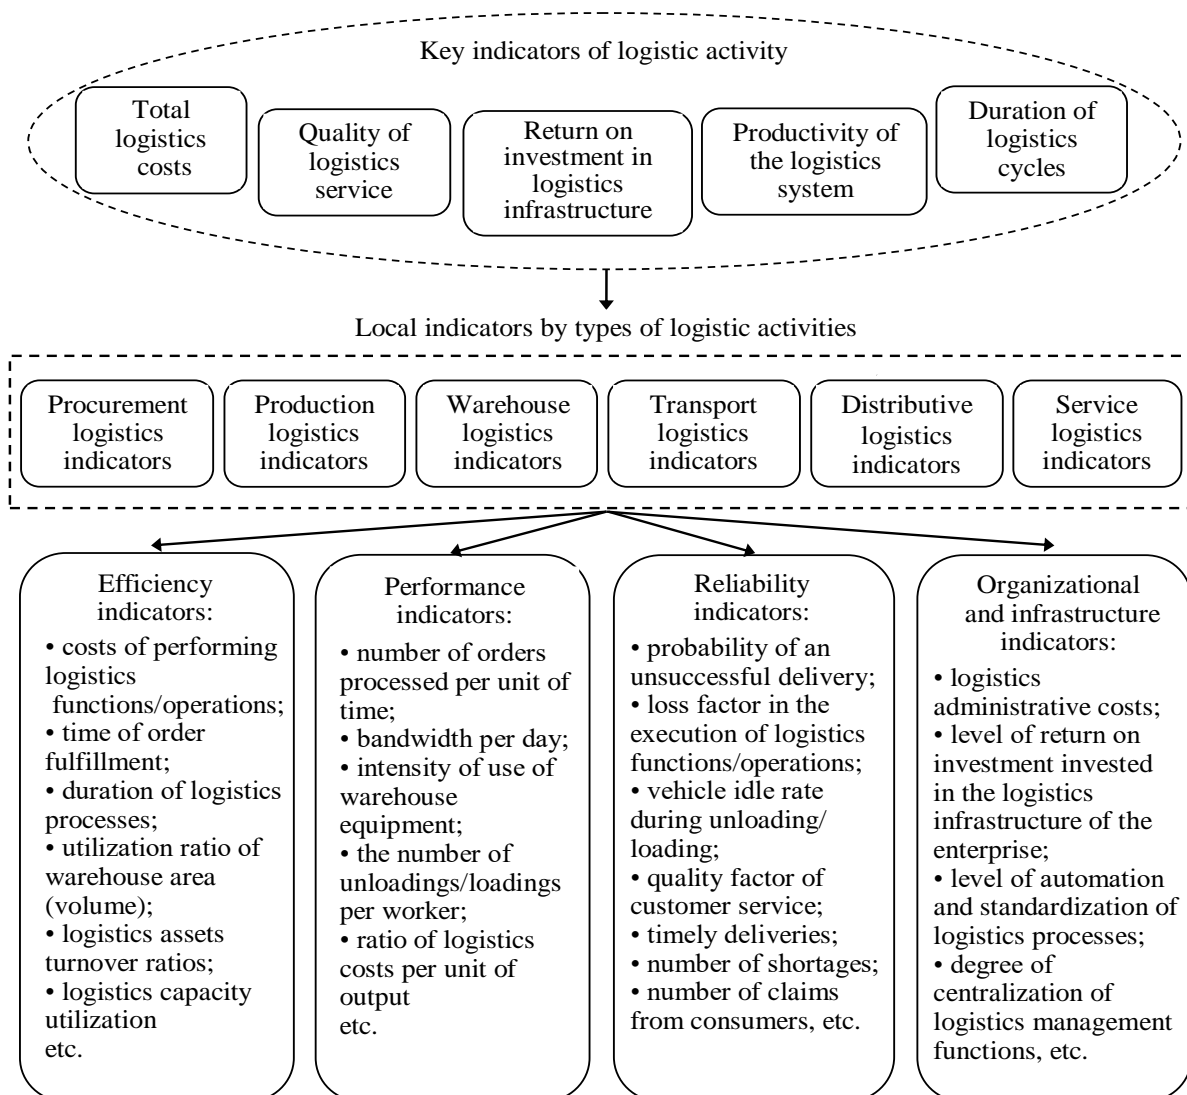 Key indicators of logistic activity
Total
logistics
costs
Quality of
logistics
service
Return on
investment in
logistics
infrastructure
Productivity of
the logistics
system
Duration of
logistics
cycles
Local indicators by types of logistic activities
Procurement
logistics
indicators
Production
logistics
indicators
Warehouse
logistics
indicators
Transport
logistics
indicators
Distributive
logistics
indicators
Service
logistics
indicators
Efficiency
indicators:
• costs of performing
logistics
functions/operations;
• time of order
fulfillment;
• duration of logistics
processes;
• utilization ratio of
warehouse area
(volume);
• logistics assets
turnover ratios;
• logistics capacity
utilization
etc.
Performance
indicators:
• number of orders
processed per unit of
time;
• bandwidth per day;
• intensity of use of
warehouse
equipment;
• the number of
unloadings/loadings
per worker;
• ratio of logistics
costs per unit of
output
etc.
Reliability
indicators:
• probability of an
unsuccessful delivery;
• loss factor in the
execution of logistics
functions/operations;
• vehicle idle rate
during unloading/
loading;
• quality factor of
customer service;
• timely deliveries;
• number of shortages;
• number of claims
from consumers, etc.
Organizational
and infrastructure
indicators:
• logistics
administrative costs;
• level of return on
investment invested
in the logistics
infrastructure of the
enterprise;
• level of automation
and standardization of
logistics processes;
• degree of
centralization of
logistics management
functions, etc.